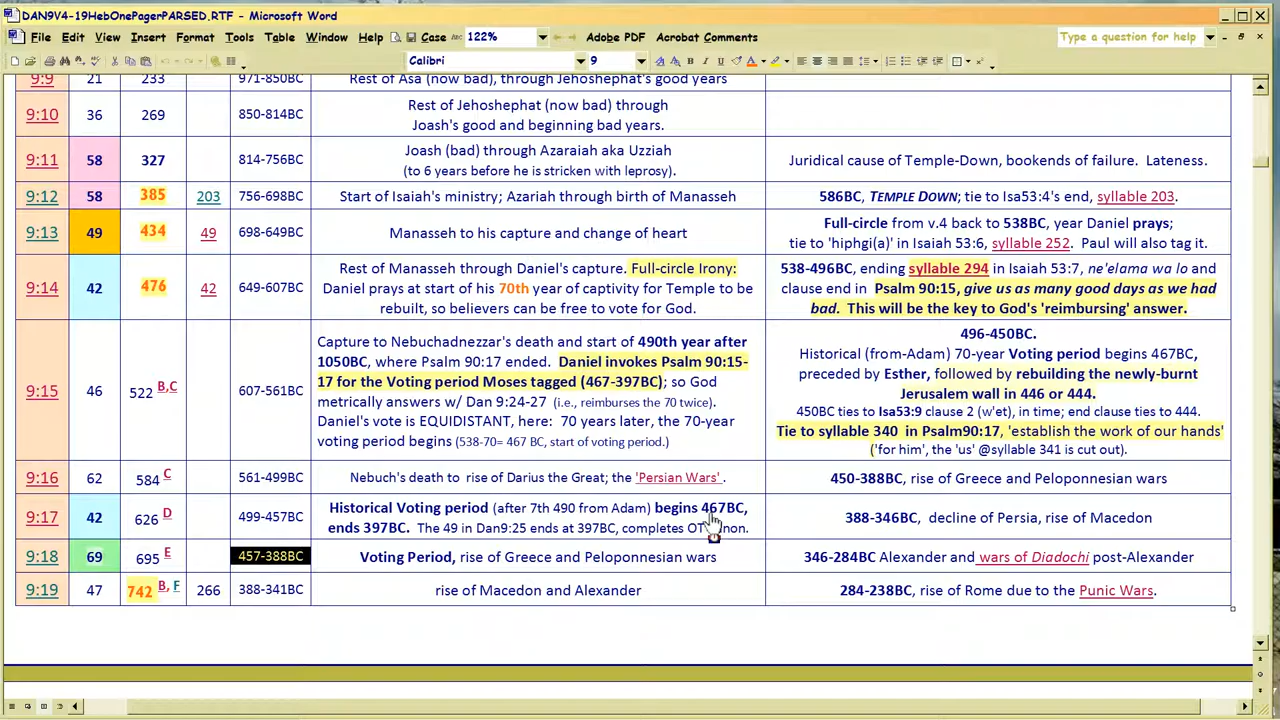 DAN9V4-19HebOnePagerPARSED.RTF - Microsoft Word
File Edit View Insert Format Tools Table Window Help Case 122% Adobe PDF Acrobat Comments Type a question for help
Calibri 9
9:9 21 233 971-850BC Rest of Asa (now bad), through Jehoshephat's good years
9:10 36 269 850-814BC Rest of Jehoshephat (now bad) through
Joash's good and beginning bad years.
9:11 58 327 814-756BC Joash (bad) through Azaraiah aka Uzziah
(to 6 years before he is stricken with leprosy).
Juridical cause of Temple-Down, bookends of failure. Lateness.
9:12 58 385 203 756-698BC Start of Isaiah's ministry; Azariah through birth of Manasseh 586BC, TEMPLE DOWN; tie to Isa53:4's end, syllable 203.
9:13 49 434 49 698-649BC Manasseh to his capture and change of heart
Full-circle from v.4 back to 538BC, year Daniel prays;
tie to 'hiphgi(a)' in Isaiah 53:6, syllable 252. Paul will also tag it.
9:14 42 476 42 649-607BC
Rest of Manasseh through Daniel's capture. Full-circle Irony:
Daniel prays at start of his 70th year of captivity for Temple to be
rebuilt, so believers can be free to vote for God.
538-496BC, ending syllable 294 in Isaiah 53:7, ne'elama wa lo and
clause end in Psalm 90:15, give us as many good days as we had
bad. This will be the key to God's 'reimbursing' answer.
9:15 46 522 B,C 607-561BC
Capture to Nebuchadnezzar's death and start of 490th year after
1050BC, where Psalm 90:17 ended. Daniel invokes Psalm 90:15-
17 for the Voting period Moses tagged (467-397BC); so God
metrically answers w/ Dan 9:24-27 (i.e., reimburses the 70 twice).
Daniel's vote is EQUIDISTANT, here: 70 years later, the 70-year
voting period begins (538-70= 467 BC, start of voting period.)
496-450BC.
Historical (from-Adam) 70-year Voting period begins 467BC,
preceded by Esther, followed by rebuilding the newly-burnt
Jerusalem wall in 446 or 444.
450BC ties to Isa53:9 clause 2 (w'et), in time; end clause ties to 444.
Tie to syllable 340 in Psalm90:17, 'establish the work of our hands'
('for him', the 'us' @syllable 341 is cut out).
9:16 62 584 C 561-499BC Nebuch's death to rise of Darius the Great; the 'Persian Wars'. 450-388BC, rise of Greece and Peloponnesian wars
9:17 42 626 D 499-457BC
Historical Voting period (after 7th 490 from Adam) begins 467BC,
ends 397BC. The 49 in Dan9:25 ends at 397BC, completes OT non.
388-346BC, decline of Persia, rise of Macedon
9:18 69 695 E 457-388BC Voting Period, rise of Greece and Peloponnesian wars 346-284BC Alexander and wars of Diadochi post-Alexander
9:19 47 742 B, F 266 388-341BC rise of Macedon and Alexander 284-238BC, rise of Rome due to the Punic Wars.